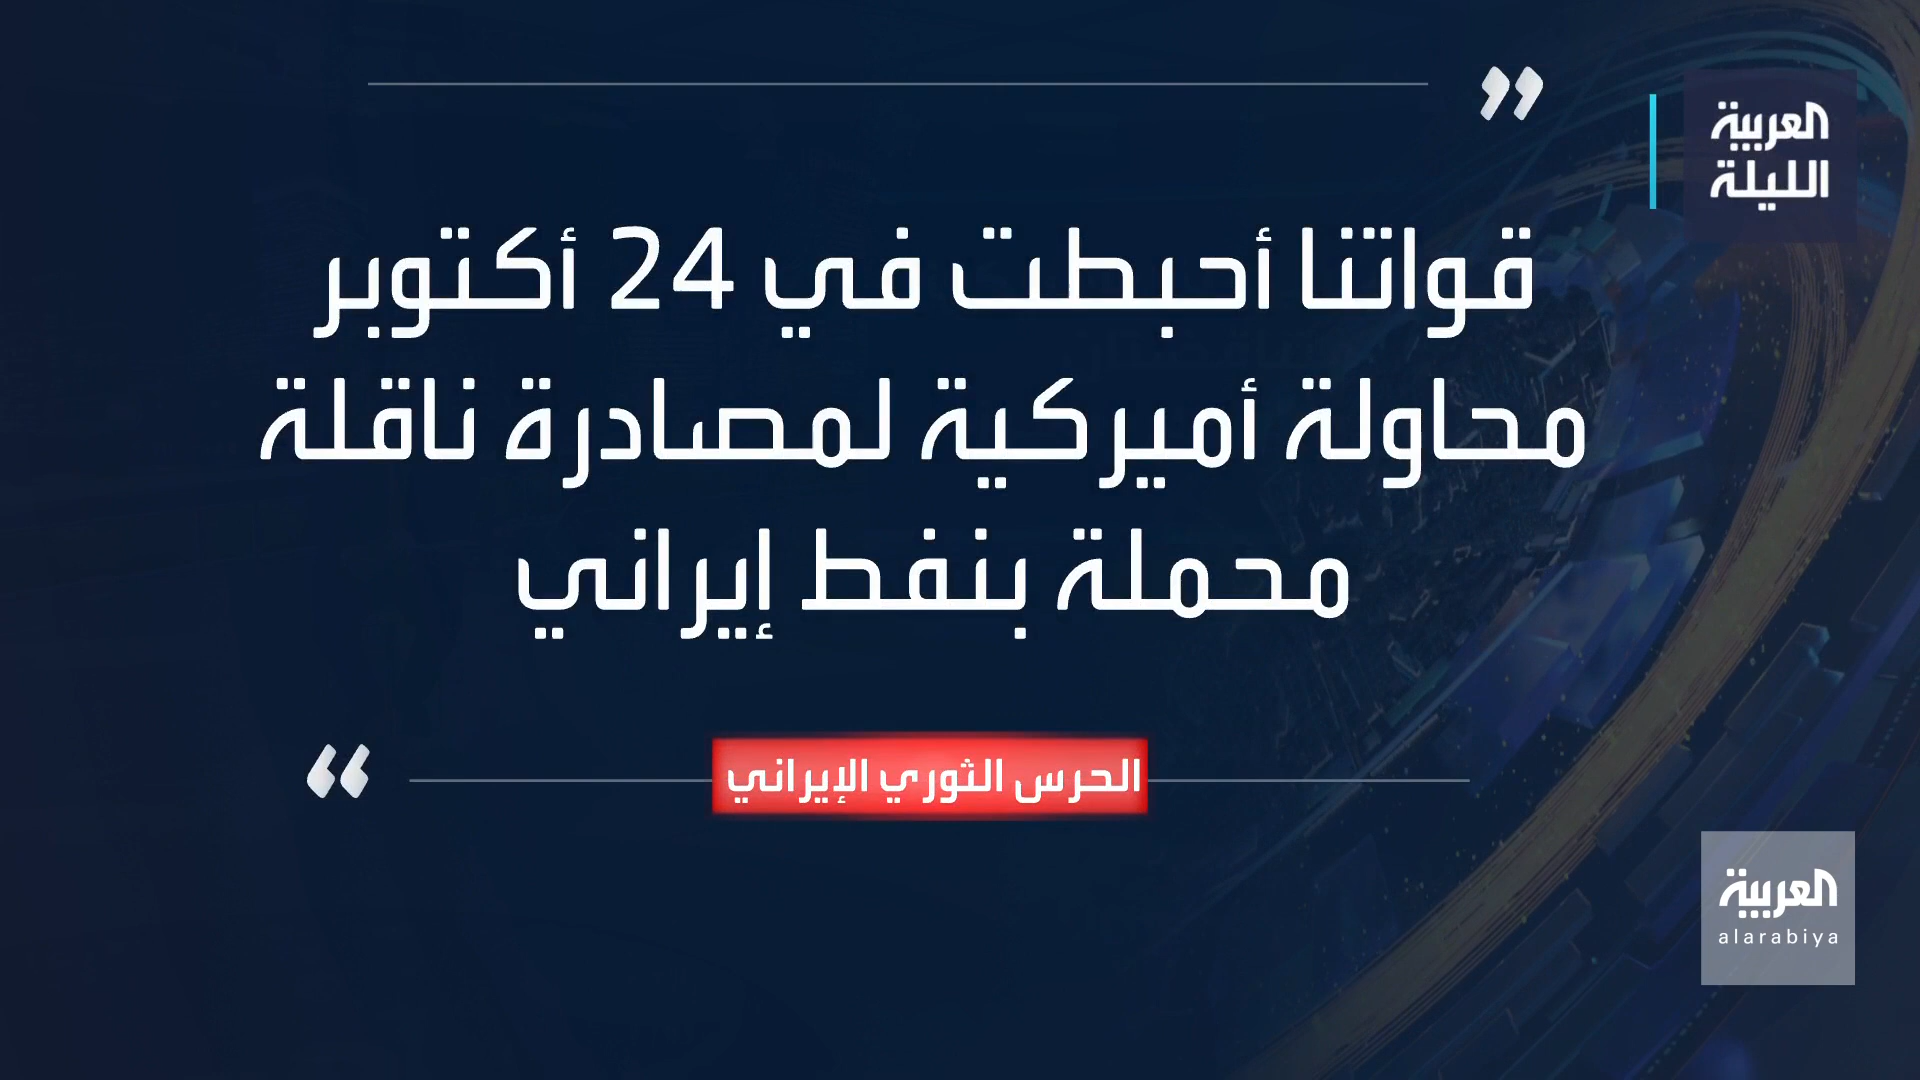 العربية
الليلة
”
قواتنا أحبطت في 24 أكتوبر
محاولة أميركية لمصادرة ناقلة
محملة بنفط إيراني
“
الحرس الثوري الإيراني
العربية
alarabiya